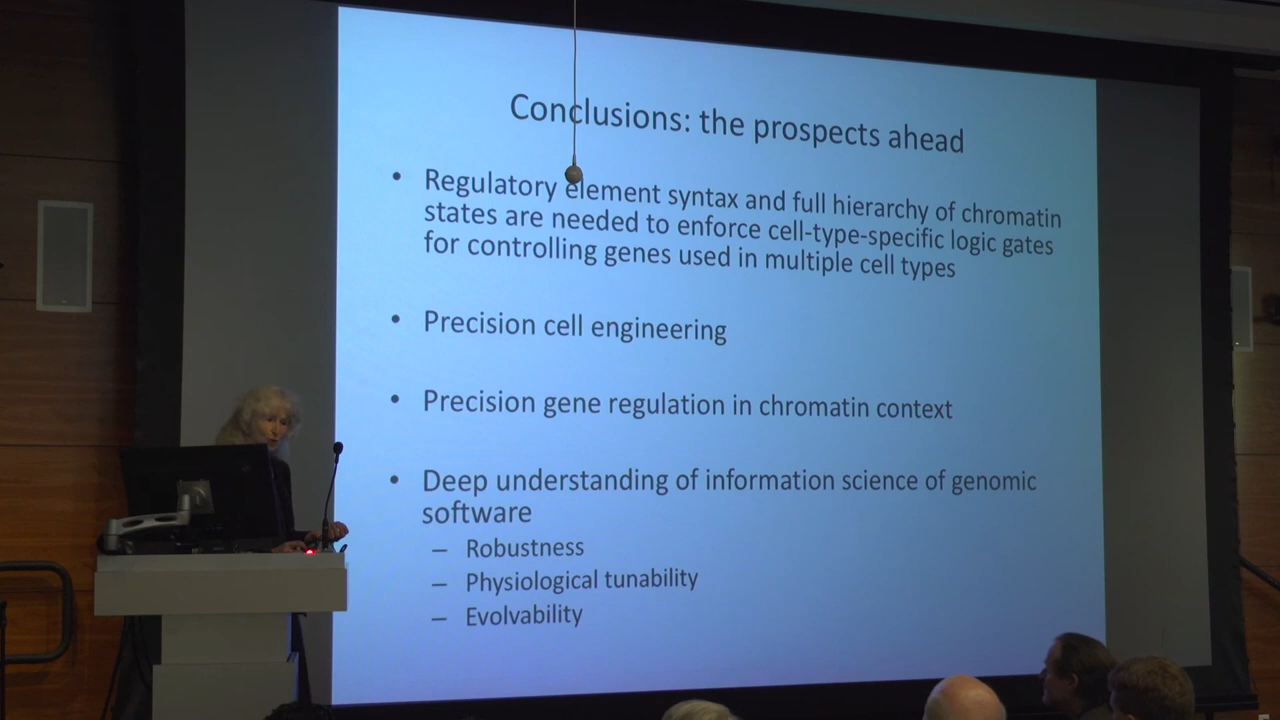 Conclusions: the prospects ahead
• Regulatory element syntax and full hierarchy of chromatin
states are needed to enforce cell-type-specific logic gates
for controlling genes used in multiple cell types
• Precision cell engineering
• Precision gene regulation in chromatin context
• Deep understanding of information science of genomic
software
– Robustness
– Physiological tunability
– Evolvability